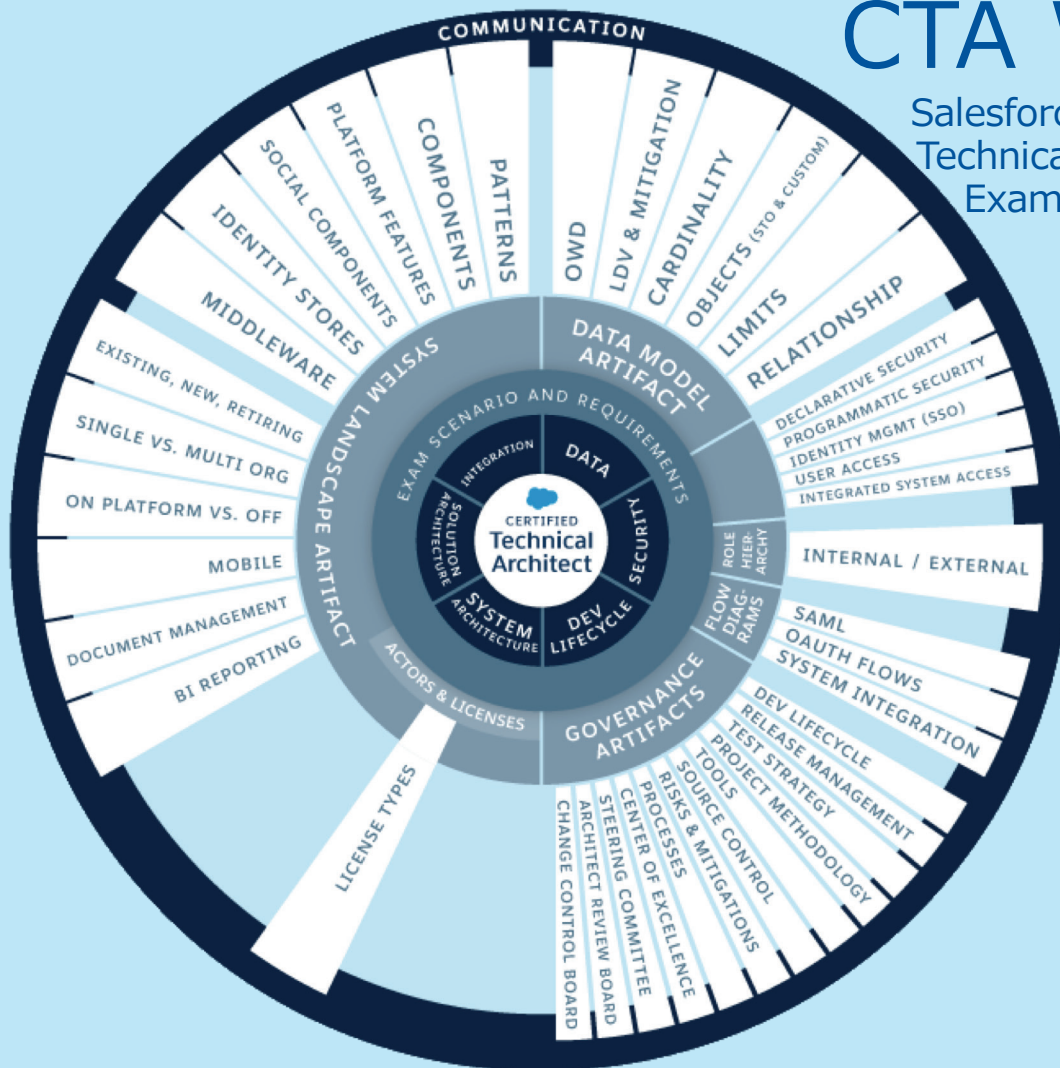 CTA
Salesforc
Technica
Exam
COMMUNICATION
OWD
LDV & MITIGATION
CARDINALITY
OBJECTS (STO & CUSTOM)
LIMITS
RELATIONSHIP
DECLARATIVE SECURITY
PROGRAMMATIC SECURITY
IDENTITY MGMT (SSO)
USER ACCESS
INTEGRATED SYSTEM ACCESS
INTERNAL / EXTERNAL
SAML
OAUTH FLOWS
SYSTEM INTEGRATION
DEV LIFECYCLE
RELEASE MANAGEMENT
TEST STRATEGY
PROJECT METHODOLOGY
TOOLS
SOURCE CONTROL
RISKS & MITIGATIONS
PROCESSES
CENTER OF EXCELLENCE
STEERING COMMITTEE
ARCHITECT REVIEW BOARD
CHANGE CONTROL BOARD
LICENSE TYPES
BI REPORTING
DOCUMENT MANAGEMENT
MOBILE
ON PLATFORM VS. OFF
SINGLE VS. MULTI ORG
EXISTING, NEW, RETIRING
MIDDLEWARE
IDENTITY STORES
SOCIAL COMPONENTS
PLATFORM FEATURES
COMPONENTS
PATTERNS
DATA MODEL
ARTIFACT
ROLE
HIER-
ARCHY
FLOW
DIAG-
RAMS
GOVERNANCE
ARTIFACTS
ACTORS & LICENSES
SYSTEM LANDSCAPE ARTIFACT
EXAM SCENARIO AND REQUIREMENTS
DATA
SECURITY
DEV
LIFECYCLE
SYSTEM
ARCHITECTURE
SOLUTION
ARCHITECTURE
INTEGRATION
CERTIFIED
Technical
Architect